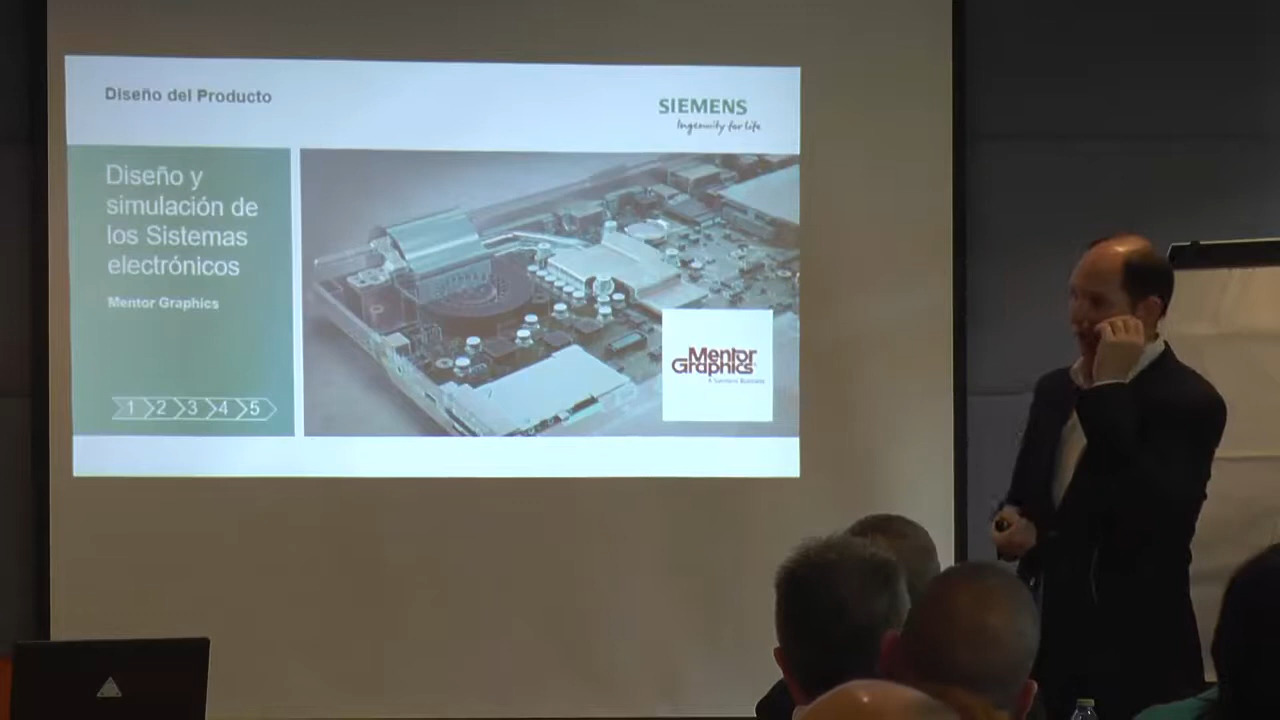 Diseño del Producto
SIEMENS
Ingenuity for life
Diseño y
simulación de
los Sistemas
electrónicos
Mentor Graphics
1 2 3 4 5
Mentor
Graphics
A Siemens Business